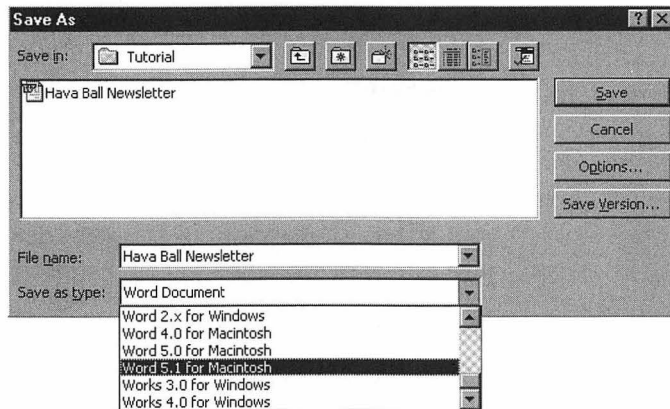 Save As
Save in: Tutorial
Hava Ball Newsletter
Save
Cancel
Options...
Save Version...
File name: Hava Ball Newsletter
Save as type: Word Document
Word 2.x for Windows
Word 4.0 for Macintosh
Word 5.0 for Macintosh
Word 5.1 for Macintosh
Works 3.0 for Windows
Works 4.0 for Windows